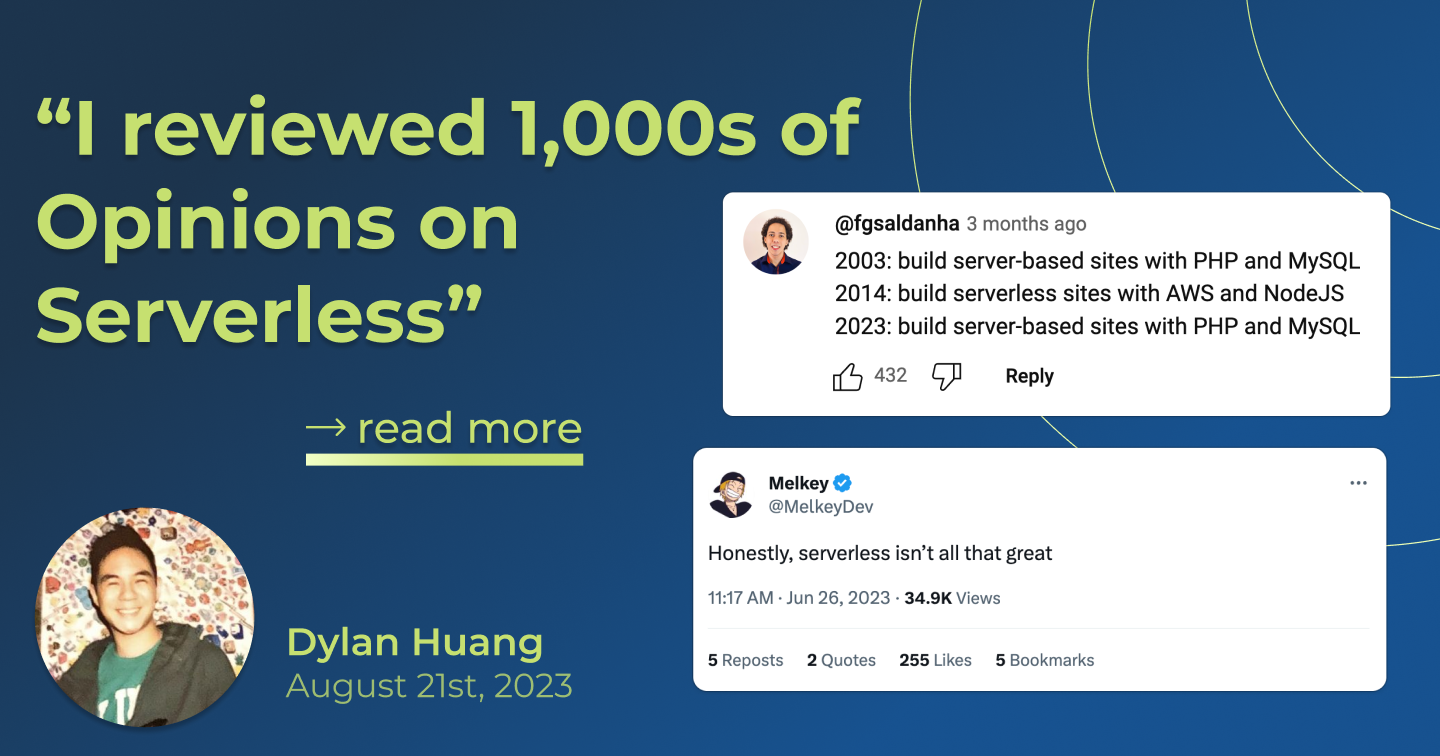 “I reviewed 1,000s of
Opinions on
Serverless”
→ read more
Dylan Huang
August 21st, 2023
@fgsaldanha 3 months ago
2003: build server-based sites with PHP and MySQL
2014: build serverless sites with AWS and NodeJS
2023: build server-based sites with PHP and MySQL
432 Reply
Melkey
@MelkeyDev
Honestly, serverless isn’t all that great
11:17 AM · Jun 26, 2023 · 34.9K Views
5 Reposts 2 Quotes 255 Likes 5 Bookmarks